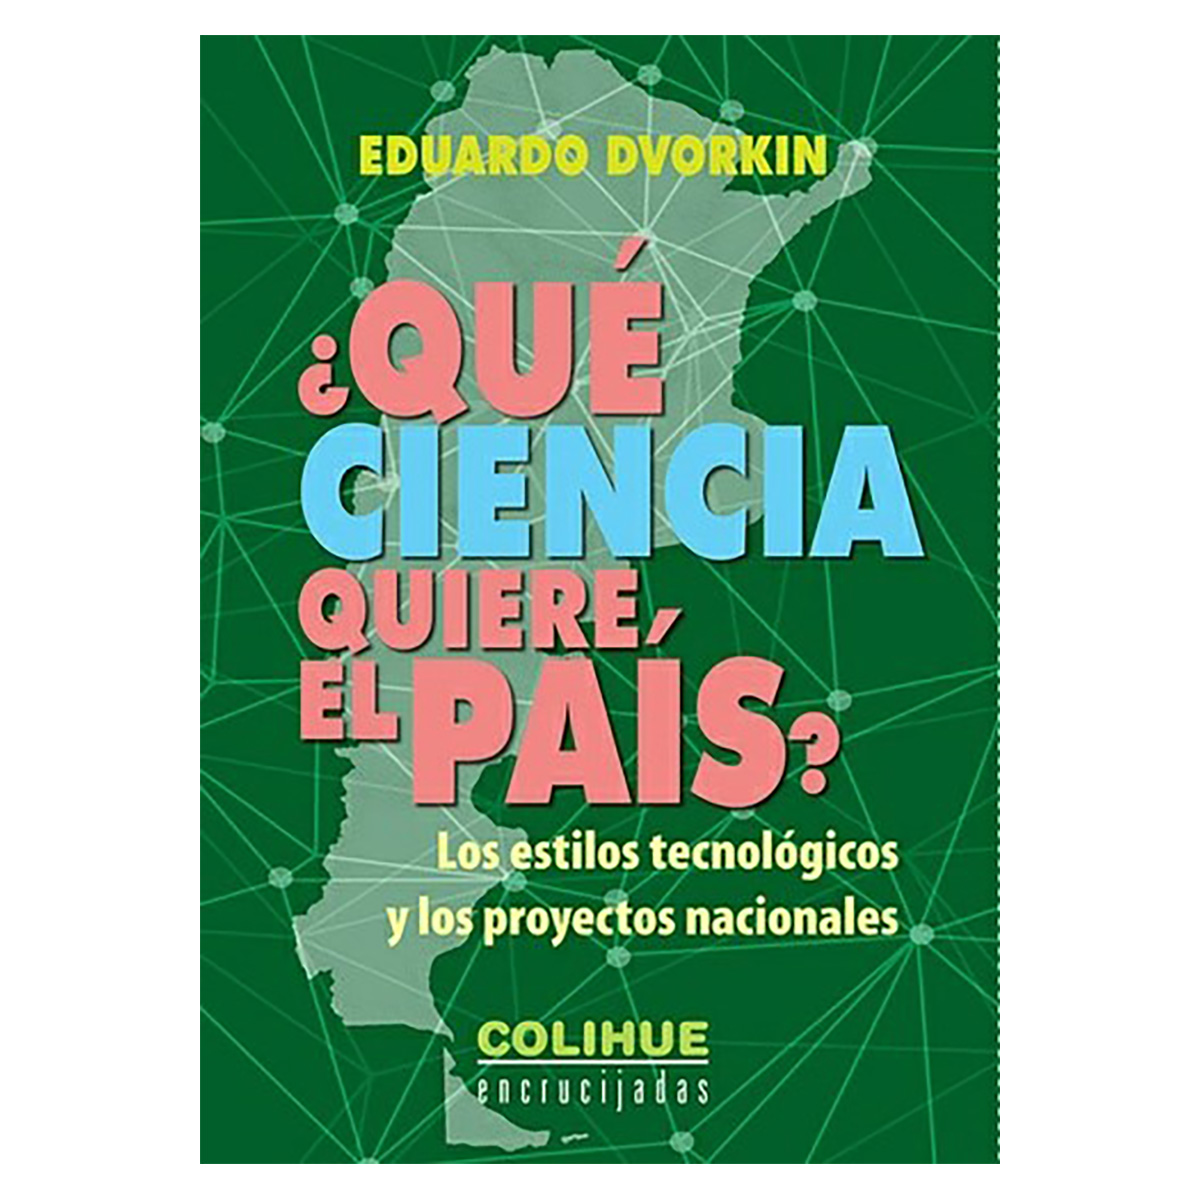 EDUARDO DVORKIN
¿QUÉ
CIENCIA
QUIERE
EL PAÍS?
Los estilos tecnológicos
y los proyectos nacionales
COLIHUE
encrucijadas